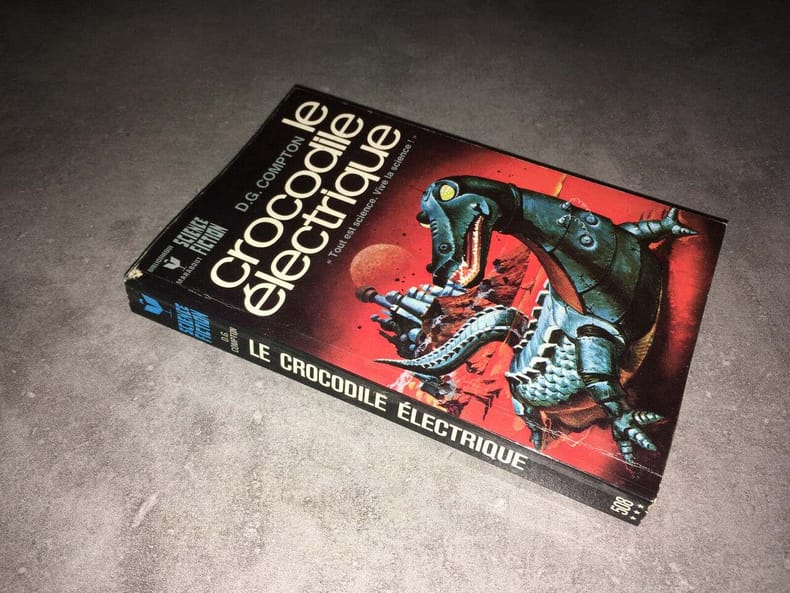 BIBLIOTHEQUE
MARABOUT
SCIENCE
FICTION
D.G. COMPTON
le
crocodile
électrique
" Tout est science. Vive la science ! "
SCIENCE
FICTION
D.G.
COMPTON
LE CROCODILE ÉLECTRIQUE
508
***